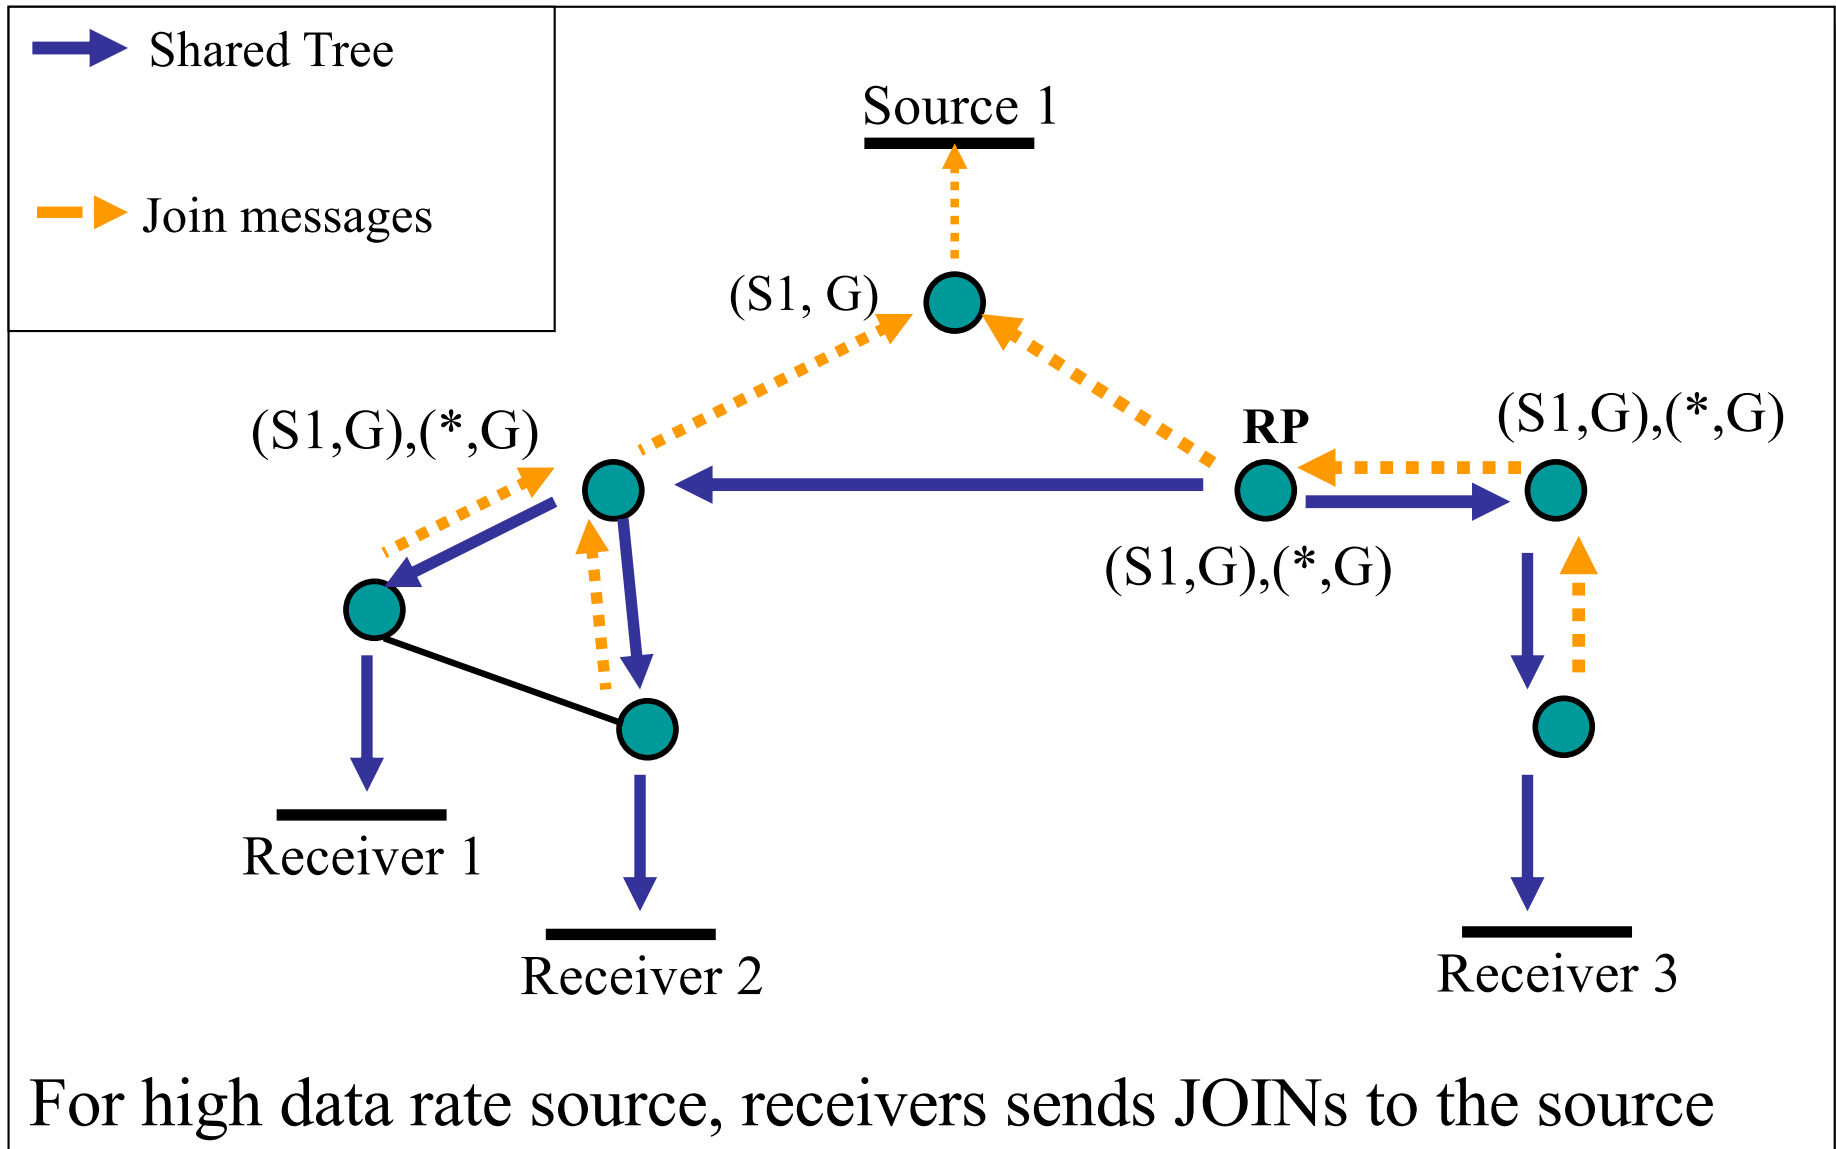 Shared Tree
Join messages
Source 1
(S1, G)
(S1,G),(*,G)
RP
(S1,G),(*,G)
(S1,G),(*,G)
Receiver 1
Receiver 2
Receiver 3
For high data rate source, receivers sends JOINs to the source